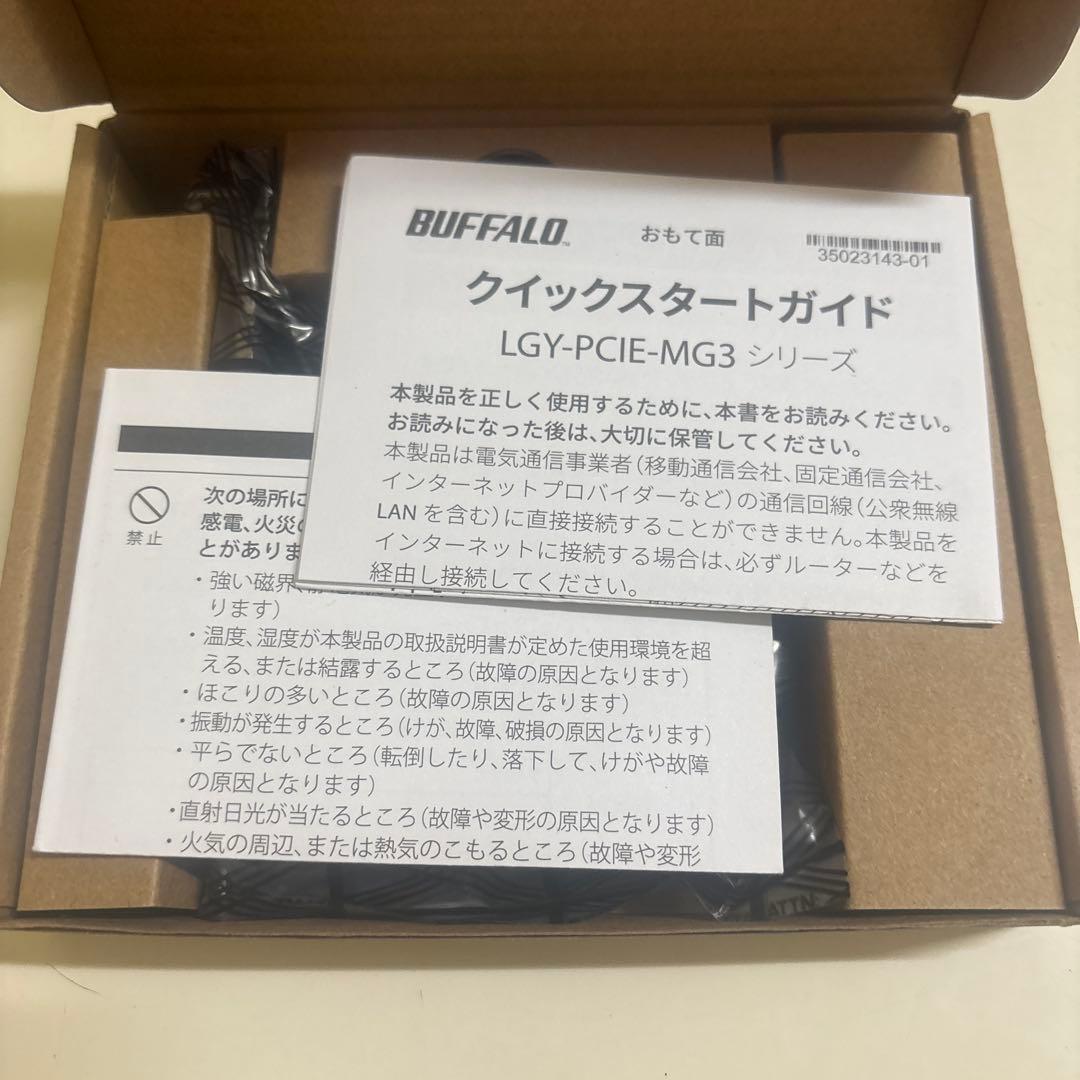 BUFFALO™
おもて面
35023143-01
クイックスタートガイド
LGY-PCIE-MG3 シリーズ
本製品を正しく使用するために、本書をお読みください。
お読みになった後は、大切に保管してください。
本製品は電気通信事業者（移動通信会社、固定通信会社、
インターネットプロバイダーなど）の通信回線（公衆無線
LAN を含む）に直接接続することができません。本製品を
インターネットに接続する場合は、必ずルーターなどを
経由し接続してください。
禁止
次の場所に
感電、火災の
とがありま
・強い磁界、
ります）
・温度、湿度が本製品の取扱説明書が定めた使用環境を超
える、または結露するところ（故障の原因となります）
・ほこりの多いところ（故障の原因となります）
・振動が発生するところ（けが、故障、破損の原因となります）
・平らでないところ（転倒したり、落下して、けがや故障
の原因となります）
・直射日光が当たるところ（故障や変形の原因となります）
・火気の周辺、または熱気のこもるところ（故障や変形
ATTN: